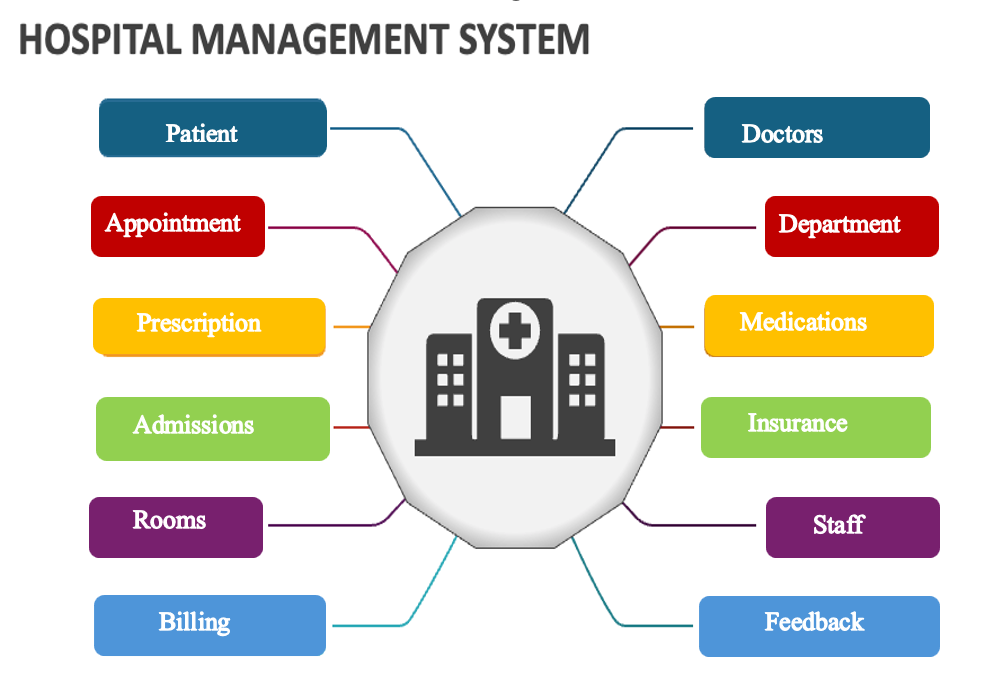 HOSPITAL MANAGEMENT SYSTEM
Patient
Doctors
Appointment
Department
Prescription
Medications
Admissions
Insurance
Rooms
Staff
Billing
Feedback